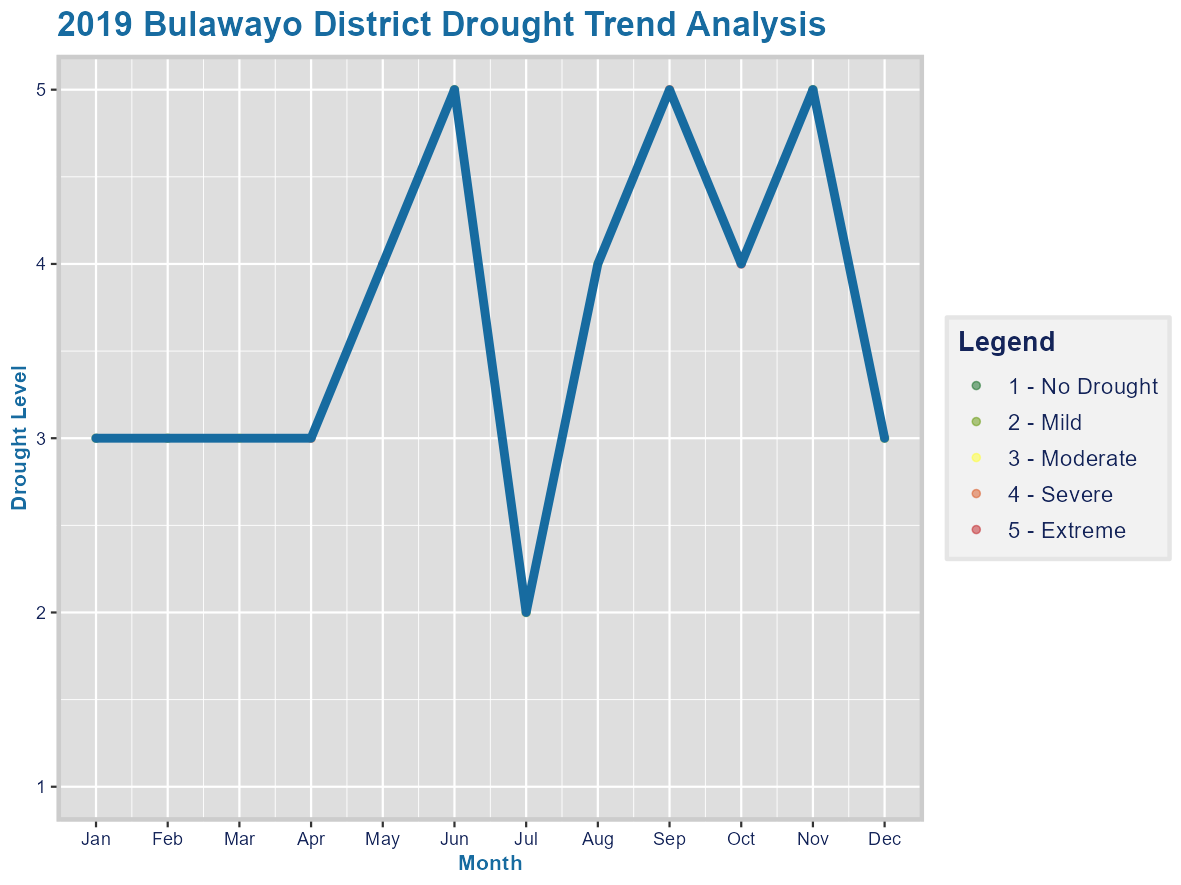 2019 Bulawayo District Drought Trend Analysis
Drought Level
5
4
3
2
1
Jan Feb Mar Apr May Jun Jul Aug Sep Oct Nov Dec
Month
Legend
1 - No Drought
2 - Mild
3 - Moderate
4 - Severe
5 - Extreme